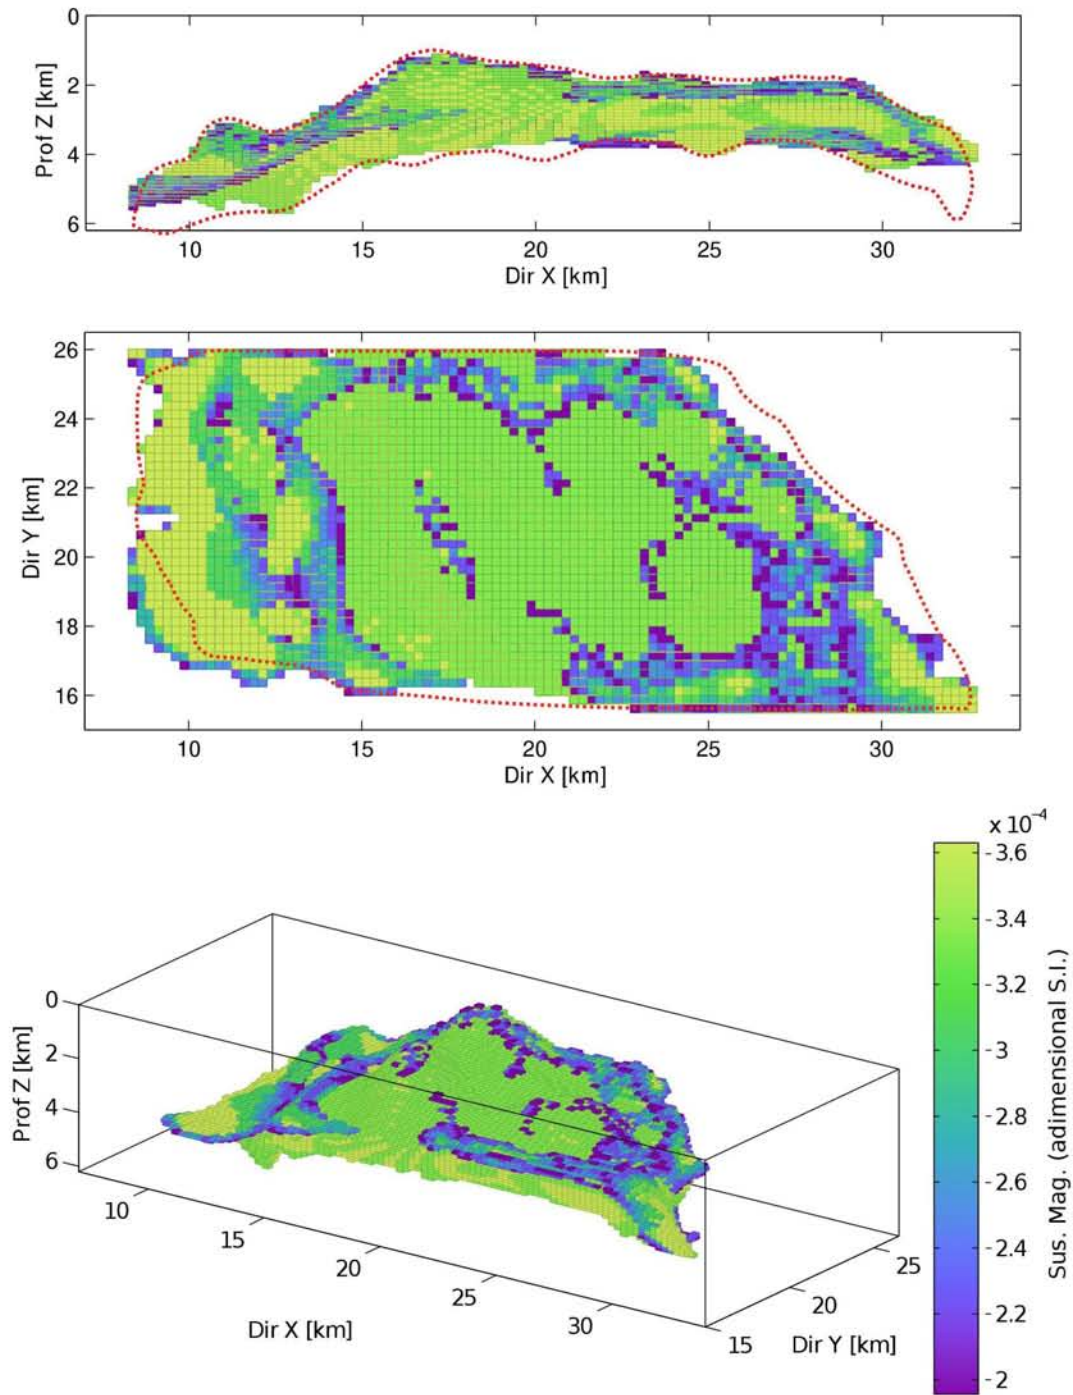 0
2
4
6
Prof Z [km]
10 15 20 25 30
Dir X [km]
26
24
22
20
18
16
Dir Y [km]
10 15 20 25 30
Dir X [km]
x 10⁻⁴
-3.6
-3.4
-3.2
-3
-2.8
-2.6
-2.4
-2.2
-2
Sus. Mag. (adimensional S.I.)
0
2
4
6
Prof Z [km]
10
15
20
25
30
Dir X [km]
15
20
25
Dir Y [km]